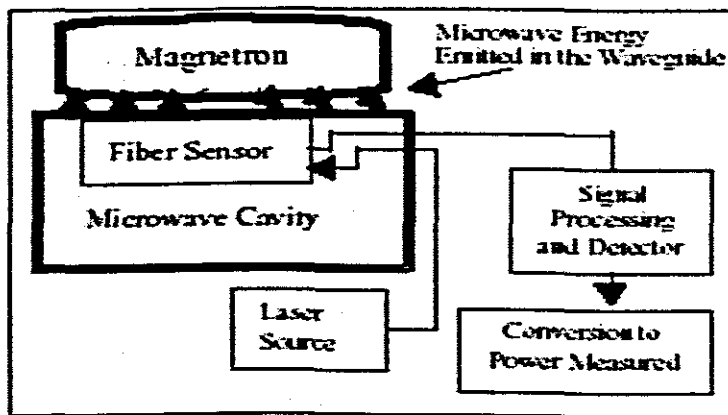 Magnetron
Microwave Energy
Emitted in the Waveguide
Fiber Sensor
Microwave Cavity
Signal
Processing
and Detector
Laser
Source
Conversion to
Power Measured